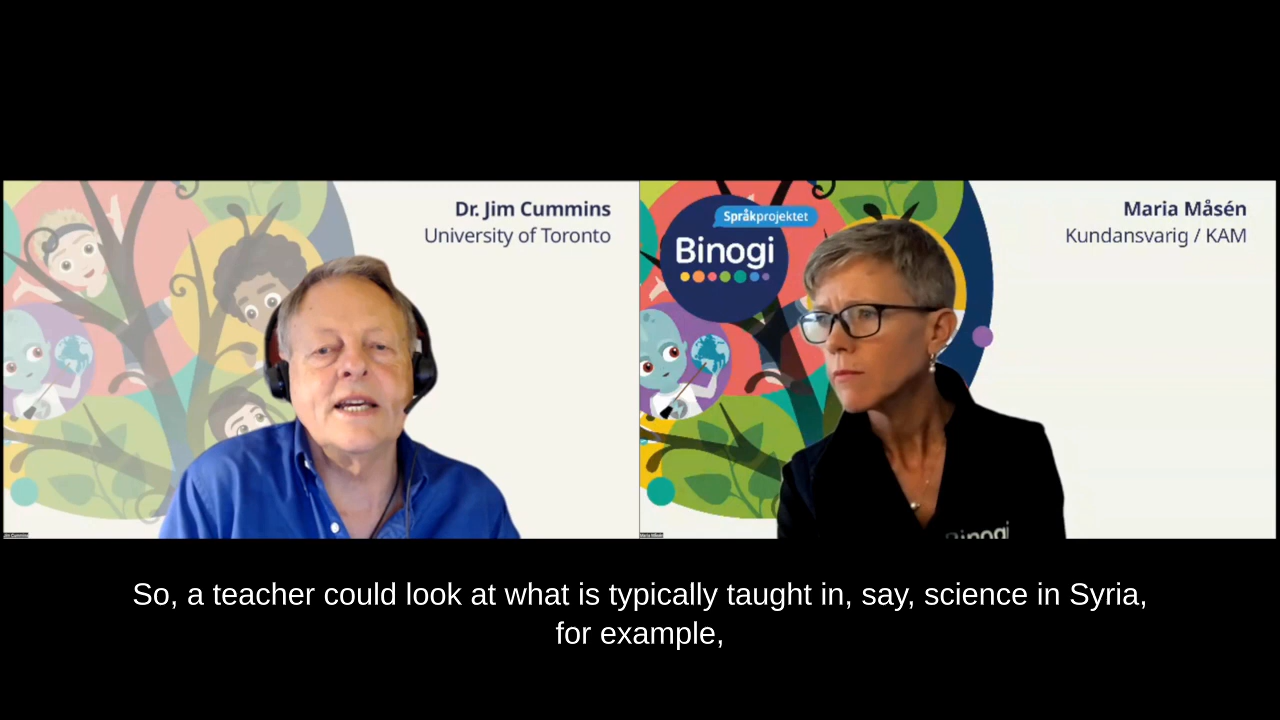 Dr. Jim Cummins
University of Toronto
Språkprojektet
Binogi
Maria Måsén
Kundansvarig / KAM
Binogi
So, a teacher could look at what is typically taught in, say, science in Syria,
for example,